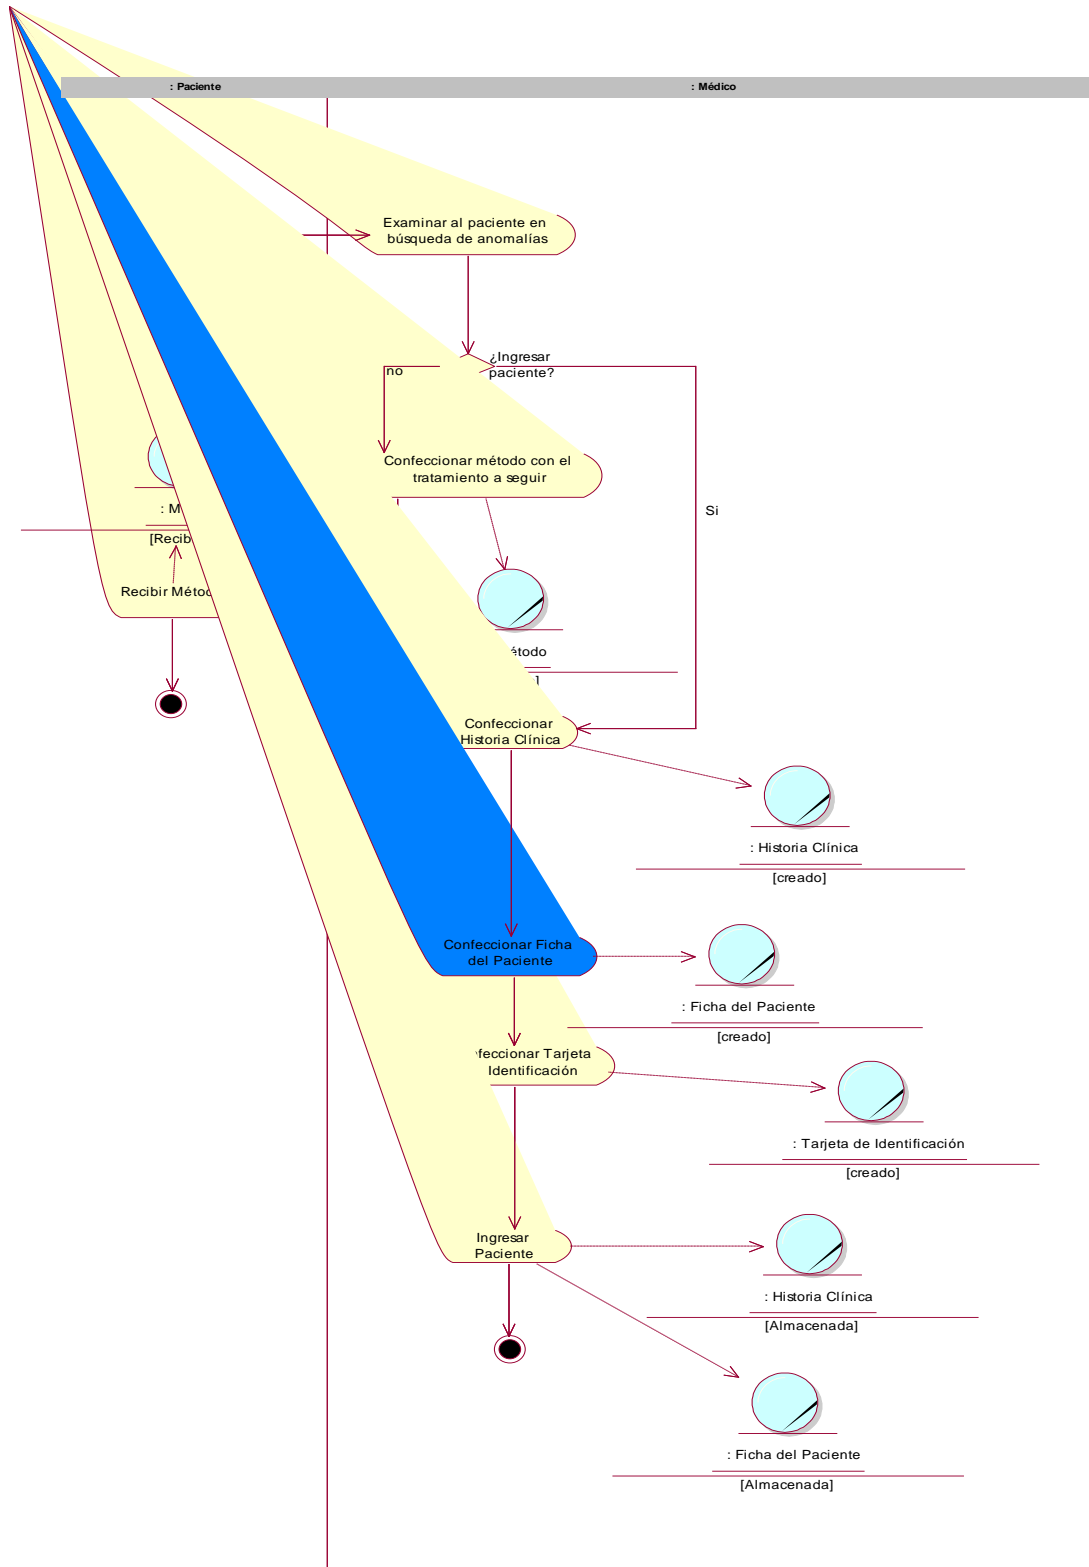 : Paciente
: Médico
Examinar al paciente en
búsqueda de anomalías
¿Ingresar
paciente?
no
Confeccionar método con el
tratamiento a seguir
Si
: M
[Recib
Recibir Métod
étodo
]
Confeccionar
Historia Clínica
: Historia Clínica
[creado]
Confeccionar Ficha
del Paciente
: Ficha del Paciente
[creado]
feccionar Tarjeta
Identificación
: Tarjeta de Identificación
[creado]
Ingresar
Paciente
: Historia Clínica
[Almacenada]
: Ficha del Paciente
[Almacenada]